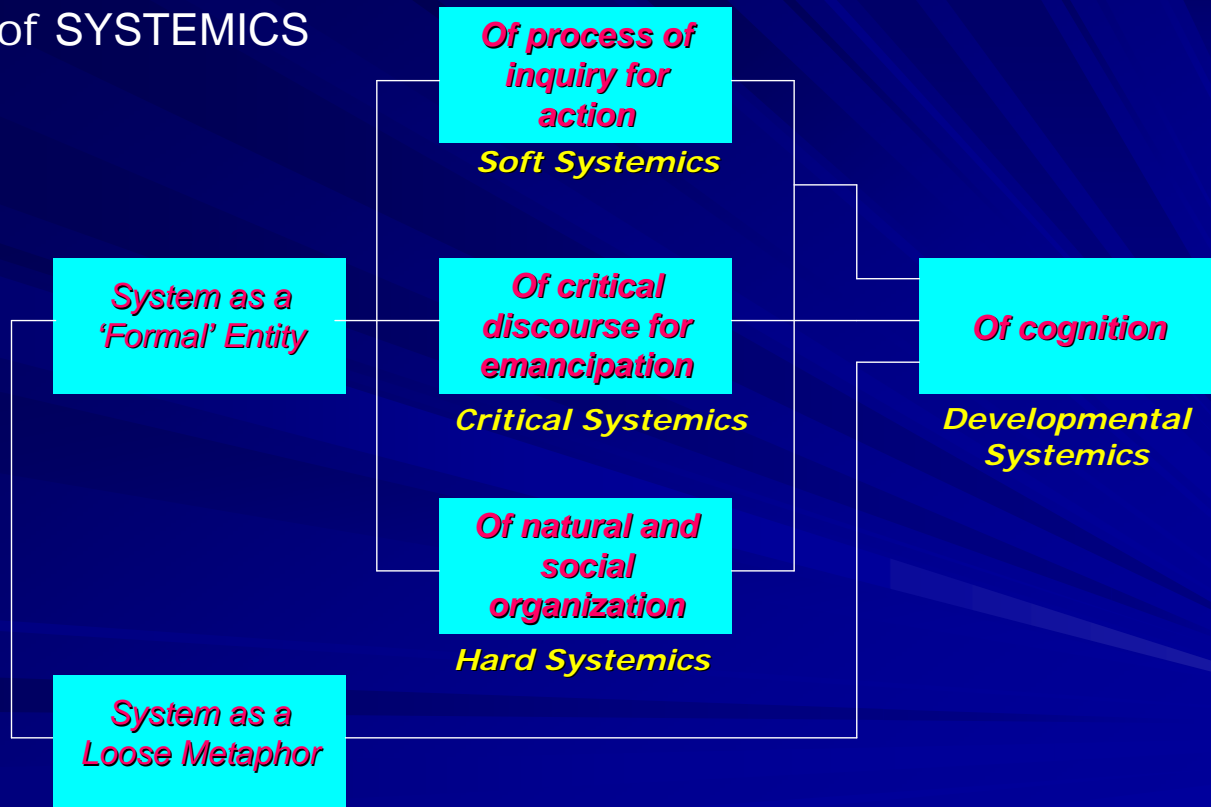 of SYSTEMICS
Of process of
inquiry for
action
Soft Systemics
System as a
‘Formal’ Entity
Of critical
discourse for
emancipation
Critical Systemics
Of cognition
Developmental
Systemics
Of natural and
social
organization
Hard Systemics
System as a
Loose Metaphor